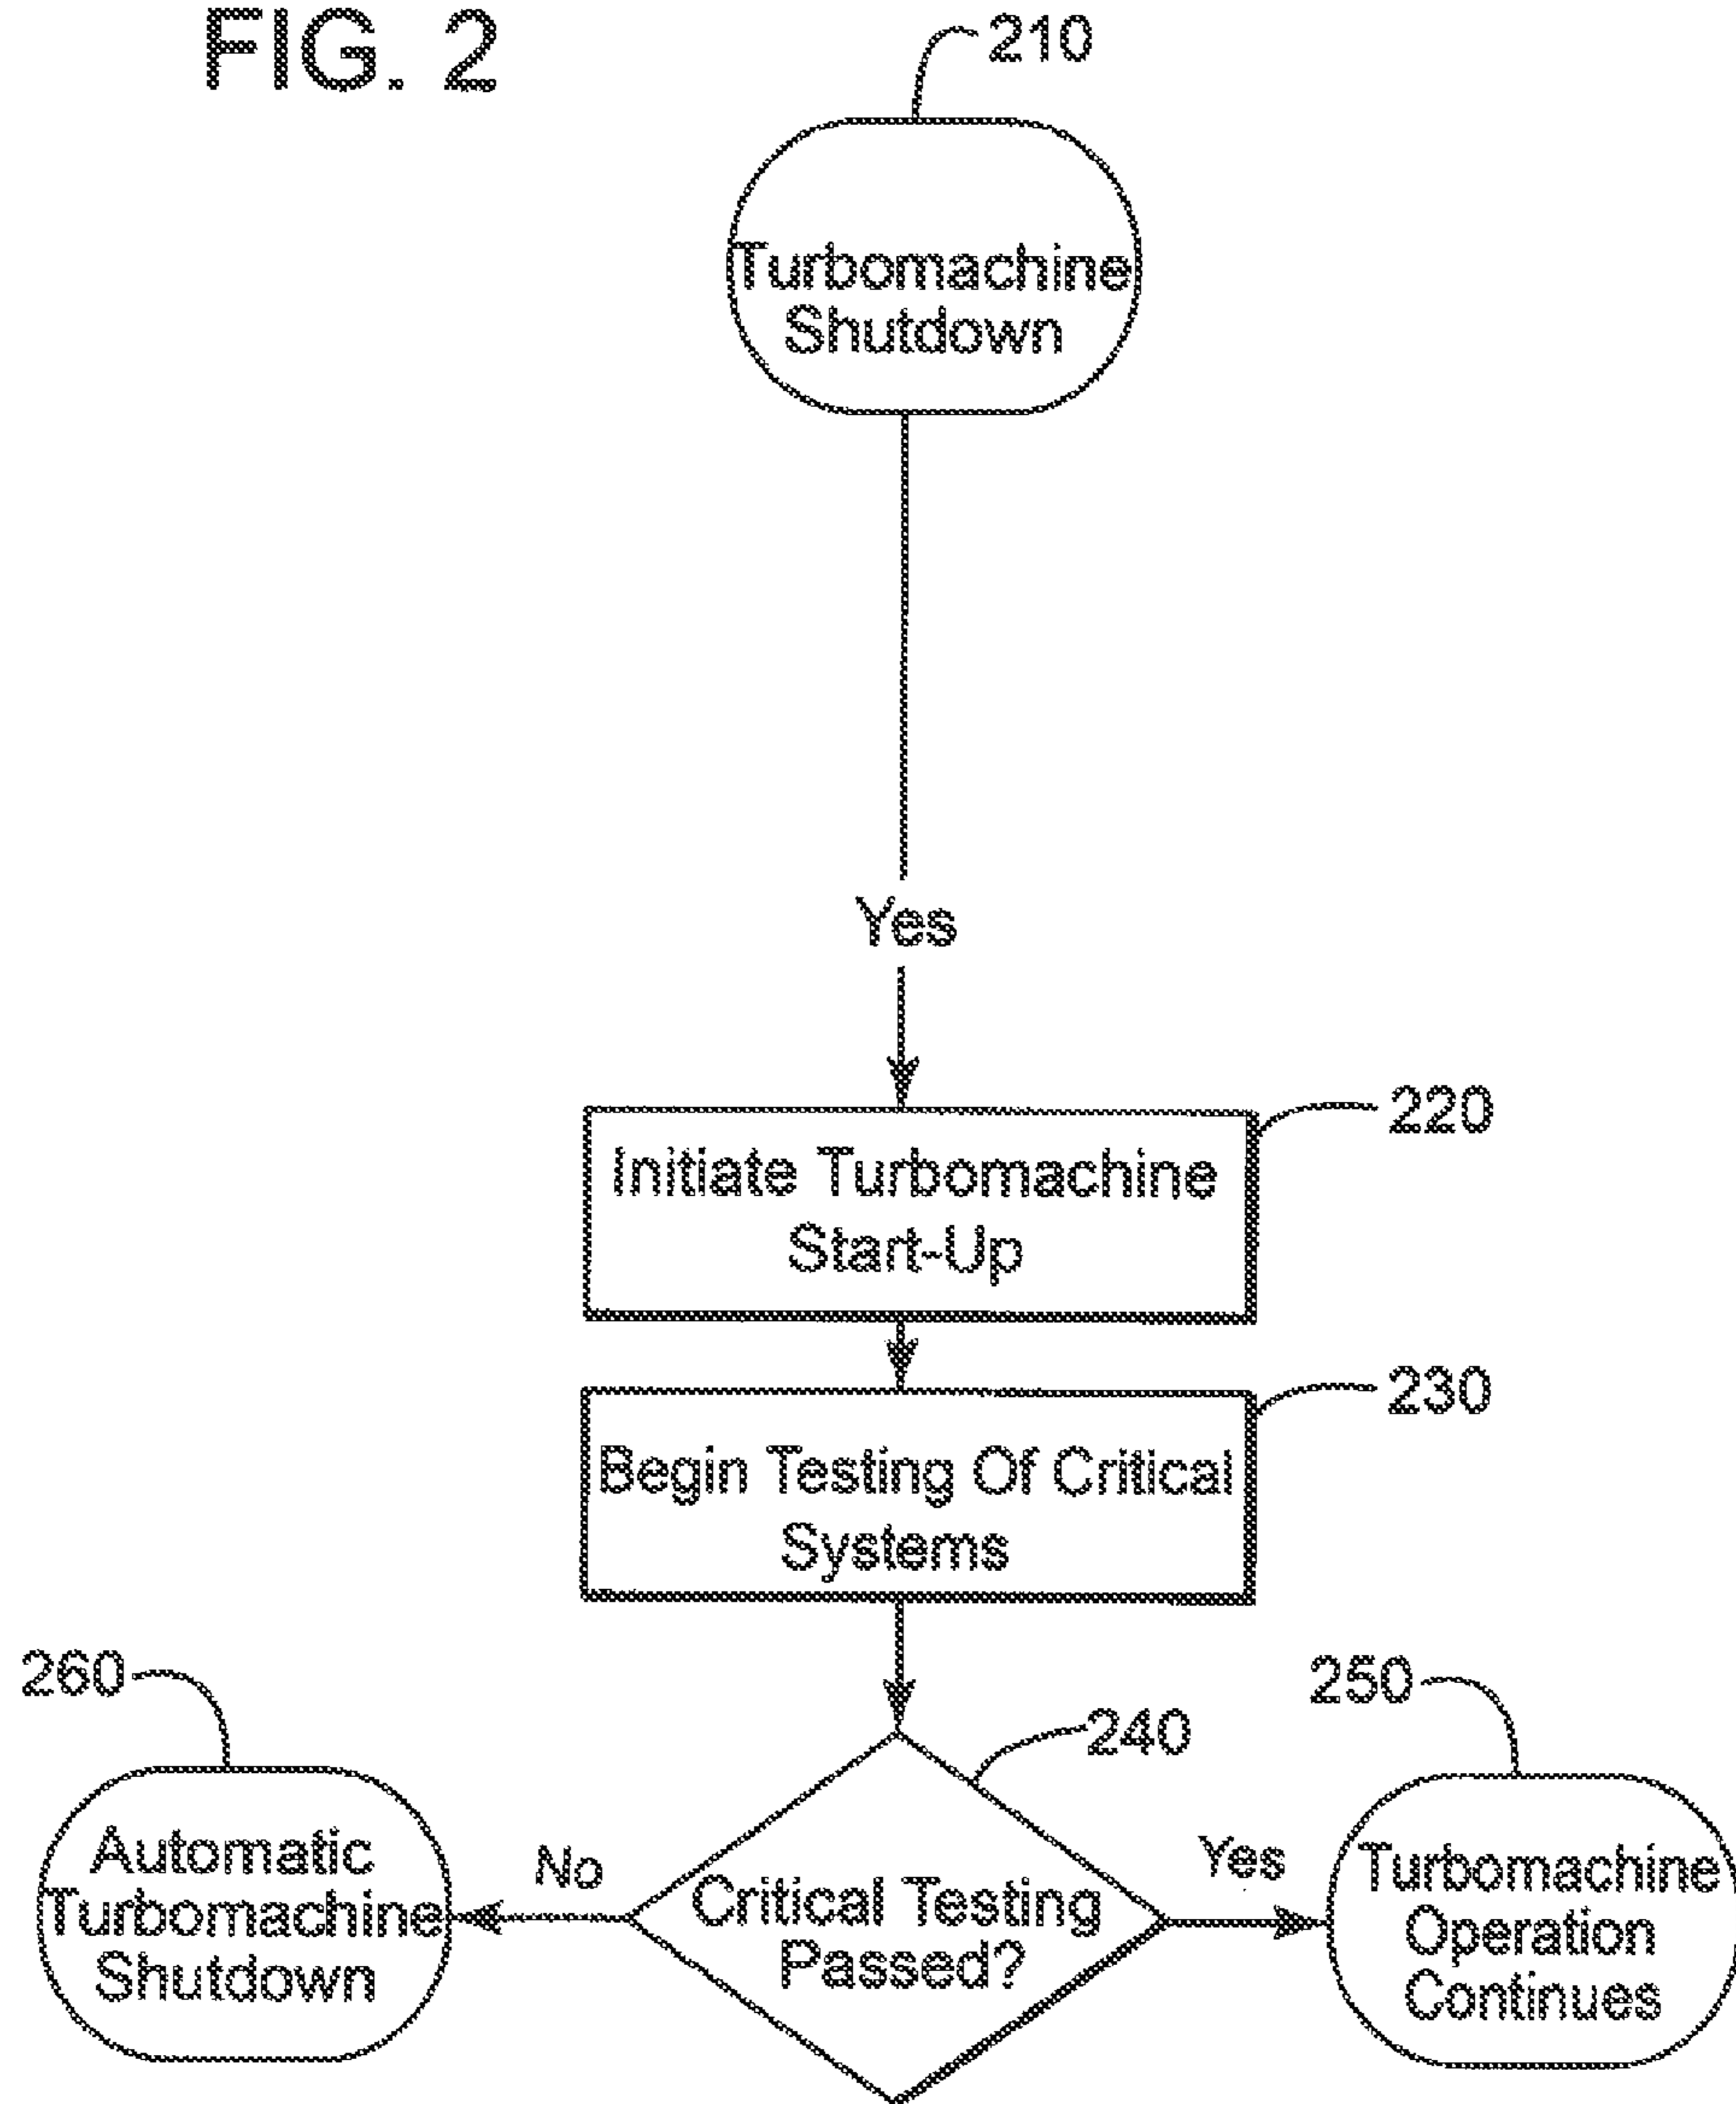 FIG. 2
210
Turbomachine
Shutdown
Yes
220
Initiate Turbomachine
Start-Up
230
Begin Testing Of Critical
Systems
260
240
250
Automatic
Turbomachine
Shutdown
No
Critical Testing
Passed?
Yes
Turbomachine
Operation
Continues